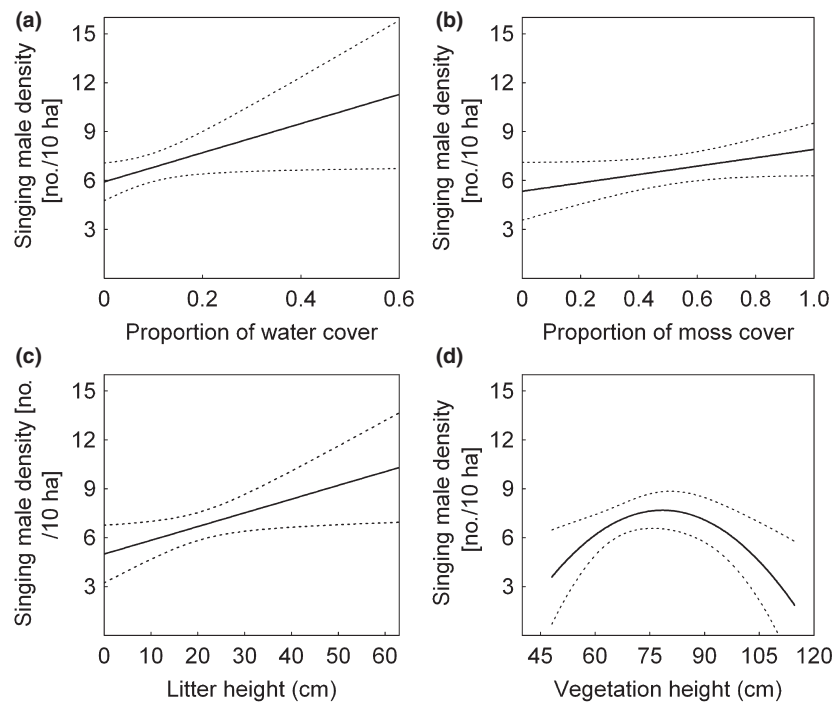 (a)
Singing male density
[no./10 ha]
15
12
9
6
3
0
0.2
0.4
0.6
Proportion of water cover
(b)
Singing male density
[no./10 ha]
15
12
9
6
3
0
0.2
0.4
0.6
0.8
1.0
Proportion of moss cover
(c)
Singing male density [no.
/10 ha]
15
12
9
6
3
0
10
20
30
40
50
60
Litter height (cm)
(d)
Singing male density
[no./10 ha]
15
12
9
6
3
45
60
75
90
105
120
Vegetation height (cm)